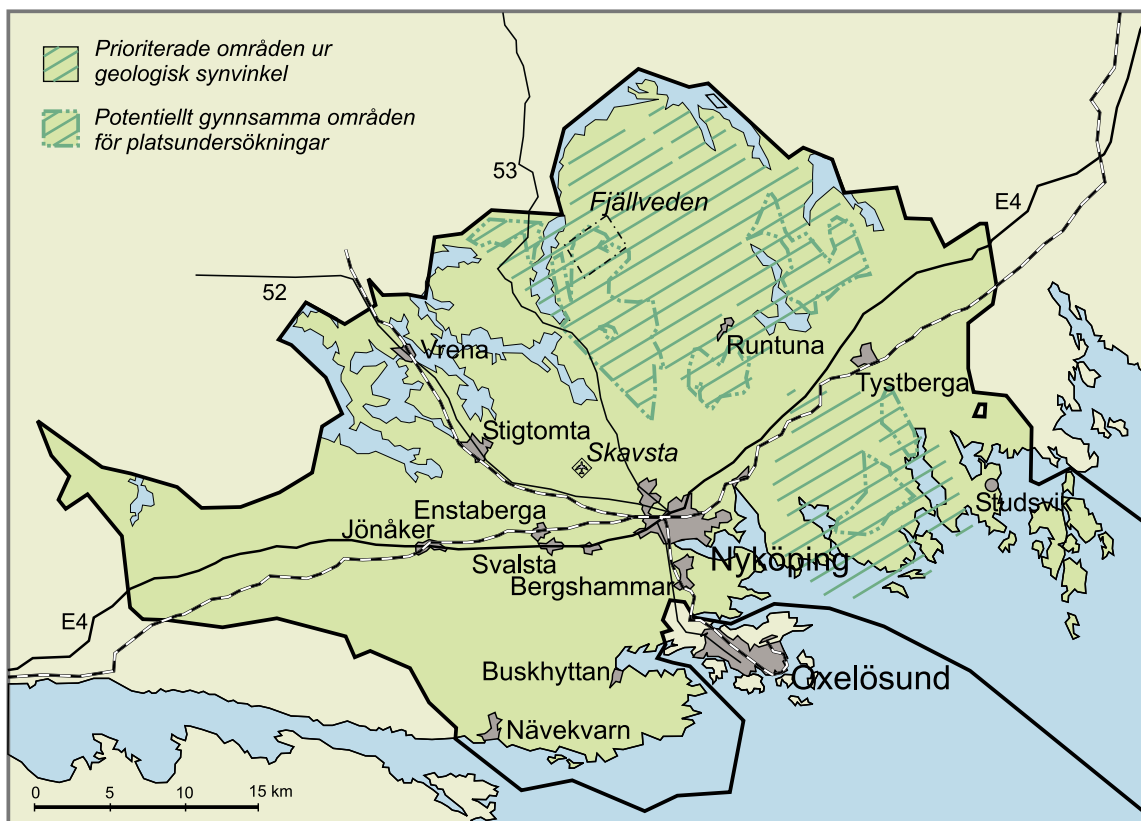 Prioriterade områden ur
geologisk synvinkel
Potentiellt gynnsamma områden
för platsundersökningar
53
E4
Fjällveden
52
Vrena
Runtuna
Tystberga
Stigtomta
Skavsta
Studsvik
Enstaberga
Jönåker
Svalsta
Nyköping
Bergshammar
E4
Buskhyttan
Oxelösund
Nävekvarn
0 5 10 15 km